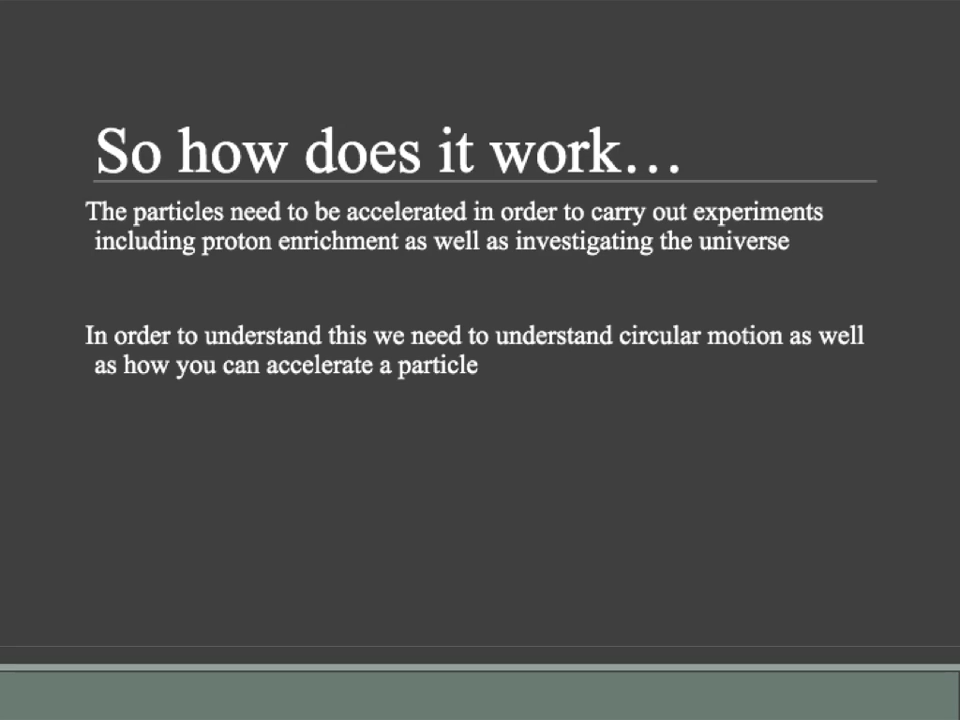 So how does it work…
The particles need to be accelerated in order to carry out experiments
including proton enrichment as well as investigating the universe
In order to understand this we need to understand circular motion as well
as how you can accelerate a particle